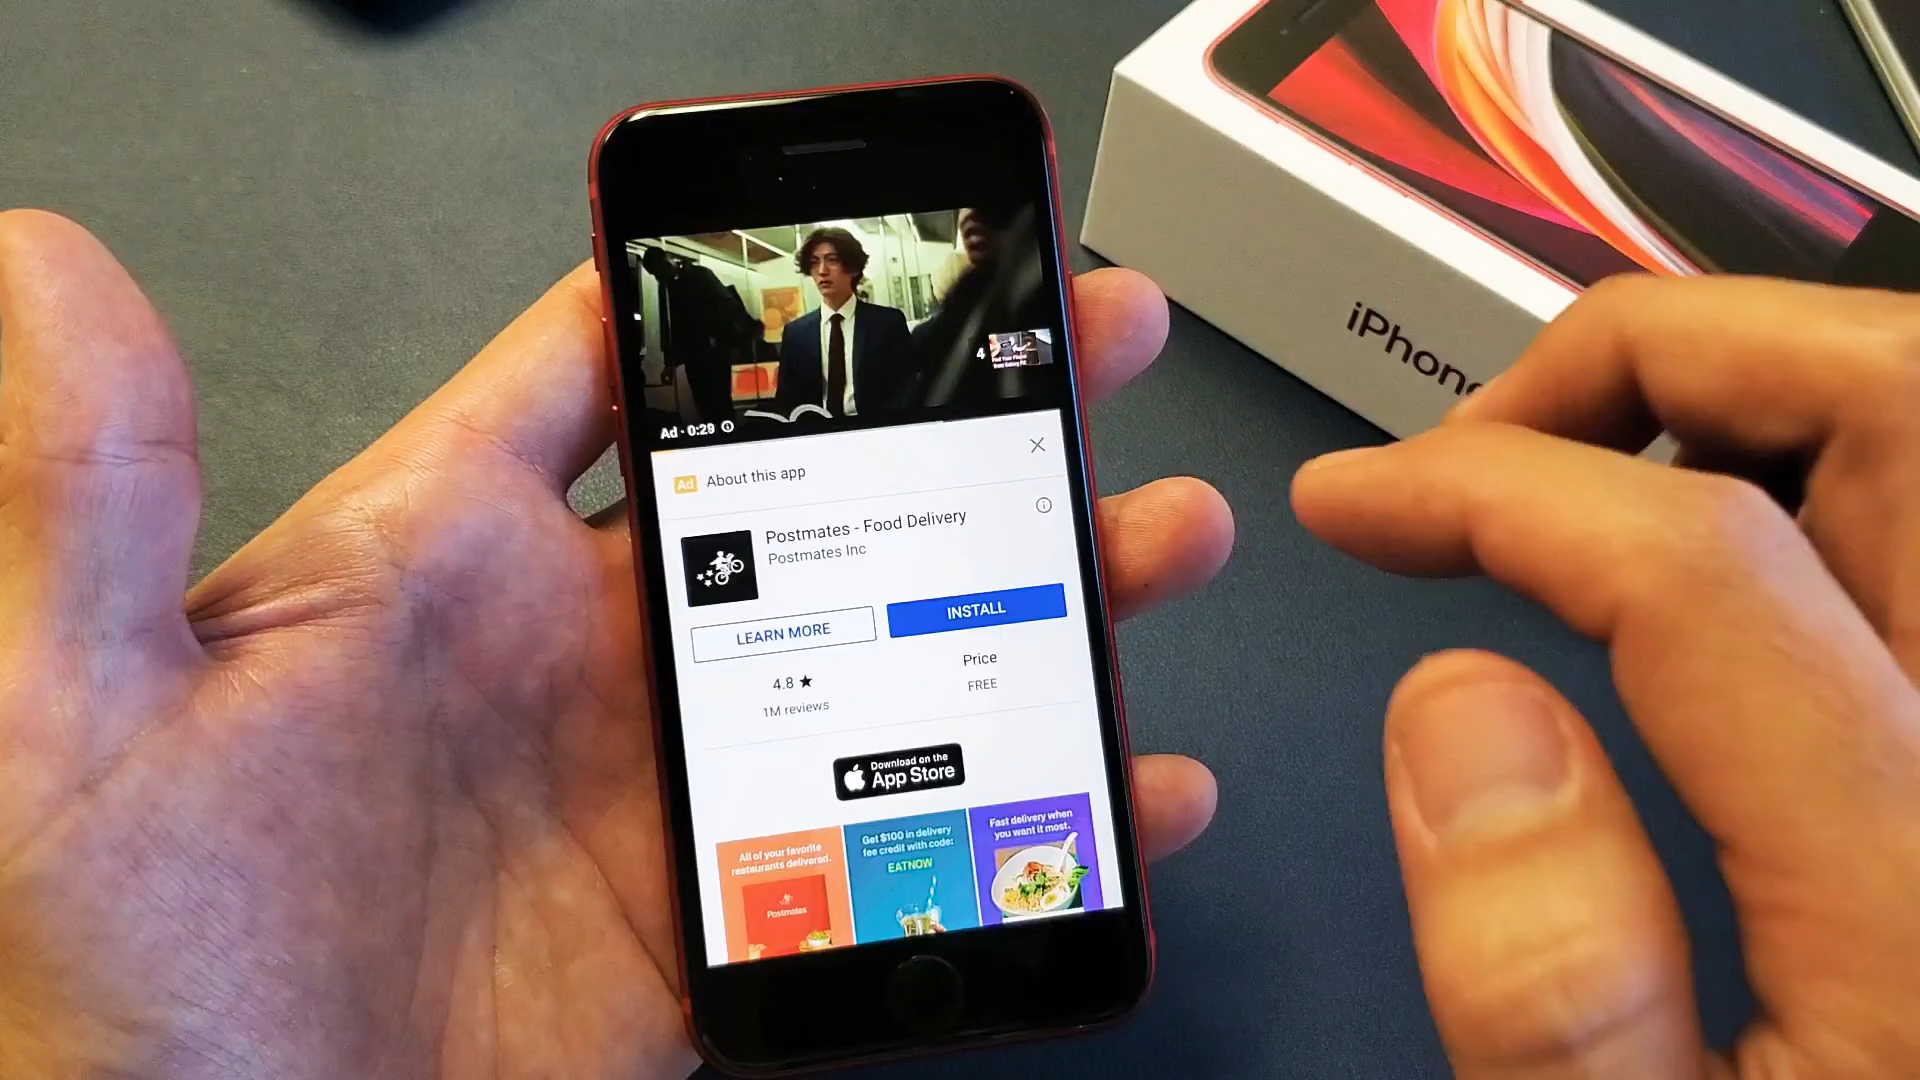 iPhon
4
Ad · 0:29
Ad About this app
Postmates - Food Delivery
Postmates Inc
LEARN MORE
INSTALL
4.8 ★
1M reviews
Price
FREE
Download on the
App Store
All of your favorite
restaurants delivered.
Postmates
Get $100 in delivery
fee credit with code:
EATNOW
Fast delivery when
you want it most.